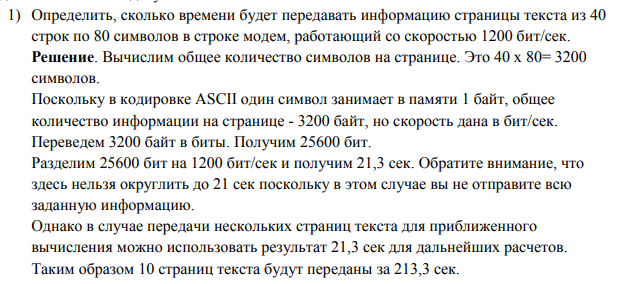 1) Определить, сколько времени будет передавать информацию страницы текста из 40
строк по 80 символов в строке модем, работающий со скоростью 1200 бит/сек.
Решение. Вычислим общее количество символов на странице. Это 40 x 80= 3200
символов.
Поскольку в кодировке ASCII один символ занимает в памяти 1 байт, общее
количество информации на странице - 3200 байт, но скорость дана в бит/сек.
Переведем 3200 байт в биты. Получим 25600 бит.
Разделим 25600 бит на 1200 бит/сек и получим 21,3 сек. Обратите внимание, что
здесь нельзя округлить до 21 сек поскольку в этом случае вы не отправите всю
заданную информацию.
Однако в случае передачи нескольких страниц текста для приближенного
вычисления можно использовать результат 21,3 сек для дальнейших расчетов.
Таким образом 10 страниц текста будут переданы за 213,3 сек.